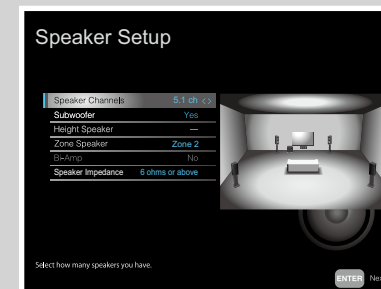 Speaker Setup
Speaker Channels 5.1 ch <>
Subwoofer Yes
Height Speaker —
Zone Speaker Zone 2
Bi-Amp No
Speaker Impedance 6 ohms or above
Select how many speakers you have.
ENTER